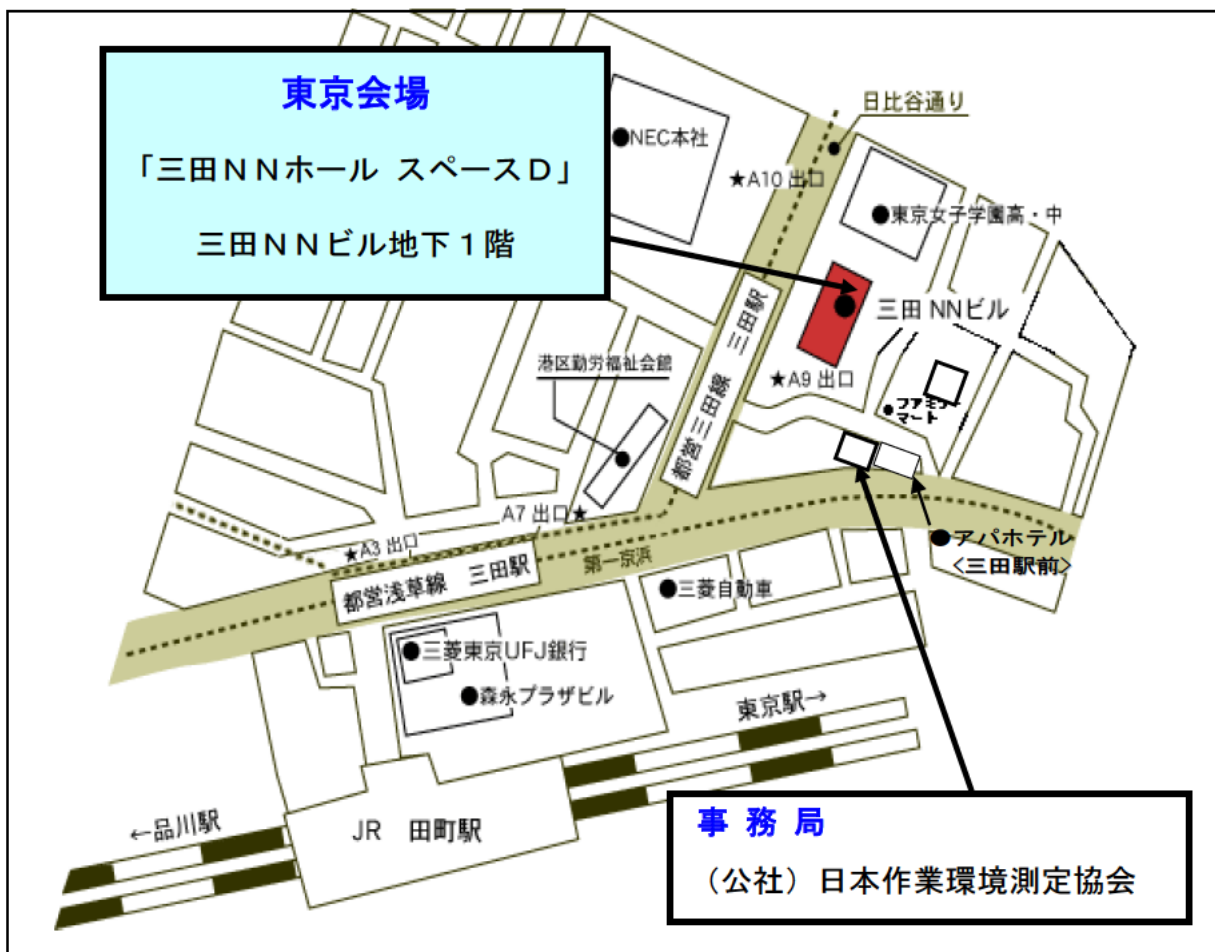 東京会場
「三田ＮＮホール スペースＤ」
三田ＮＮビル地下１階
日比谷通り
●NEC本社
★A10 出口
●東京女子学園高・中
三田 NNビル
都営三田線 三田駅
港区勤労福祉会館
★A9 出口
ファミリー
マート
A7 出口★
★A3 出口
都営浅草線 三田駅
第一京浜
●アパホテル
<三田駅前>
●三菱自動車
●三菱東京UFJ銀行
●森永プラザビル
東京駅→
←品川駅
JR 田町駅
事 務 局
（公社）日本作業環境測定協会